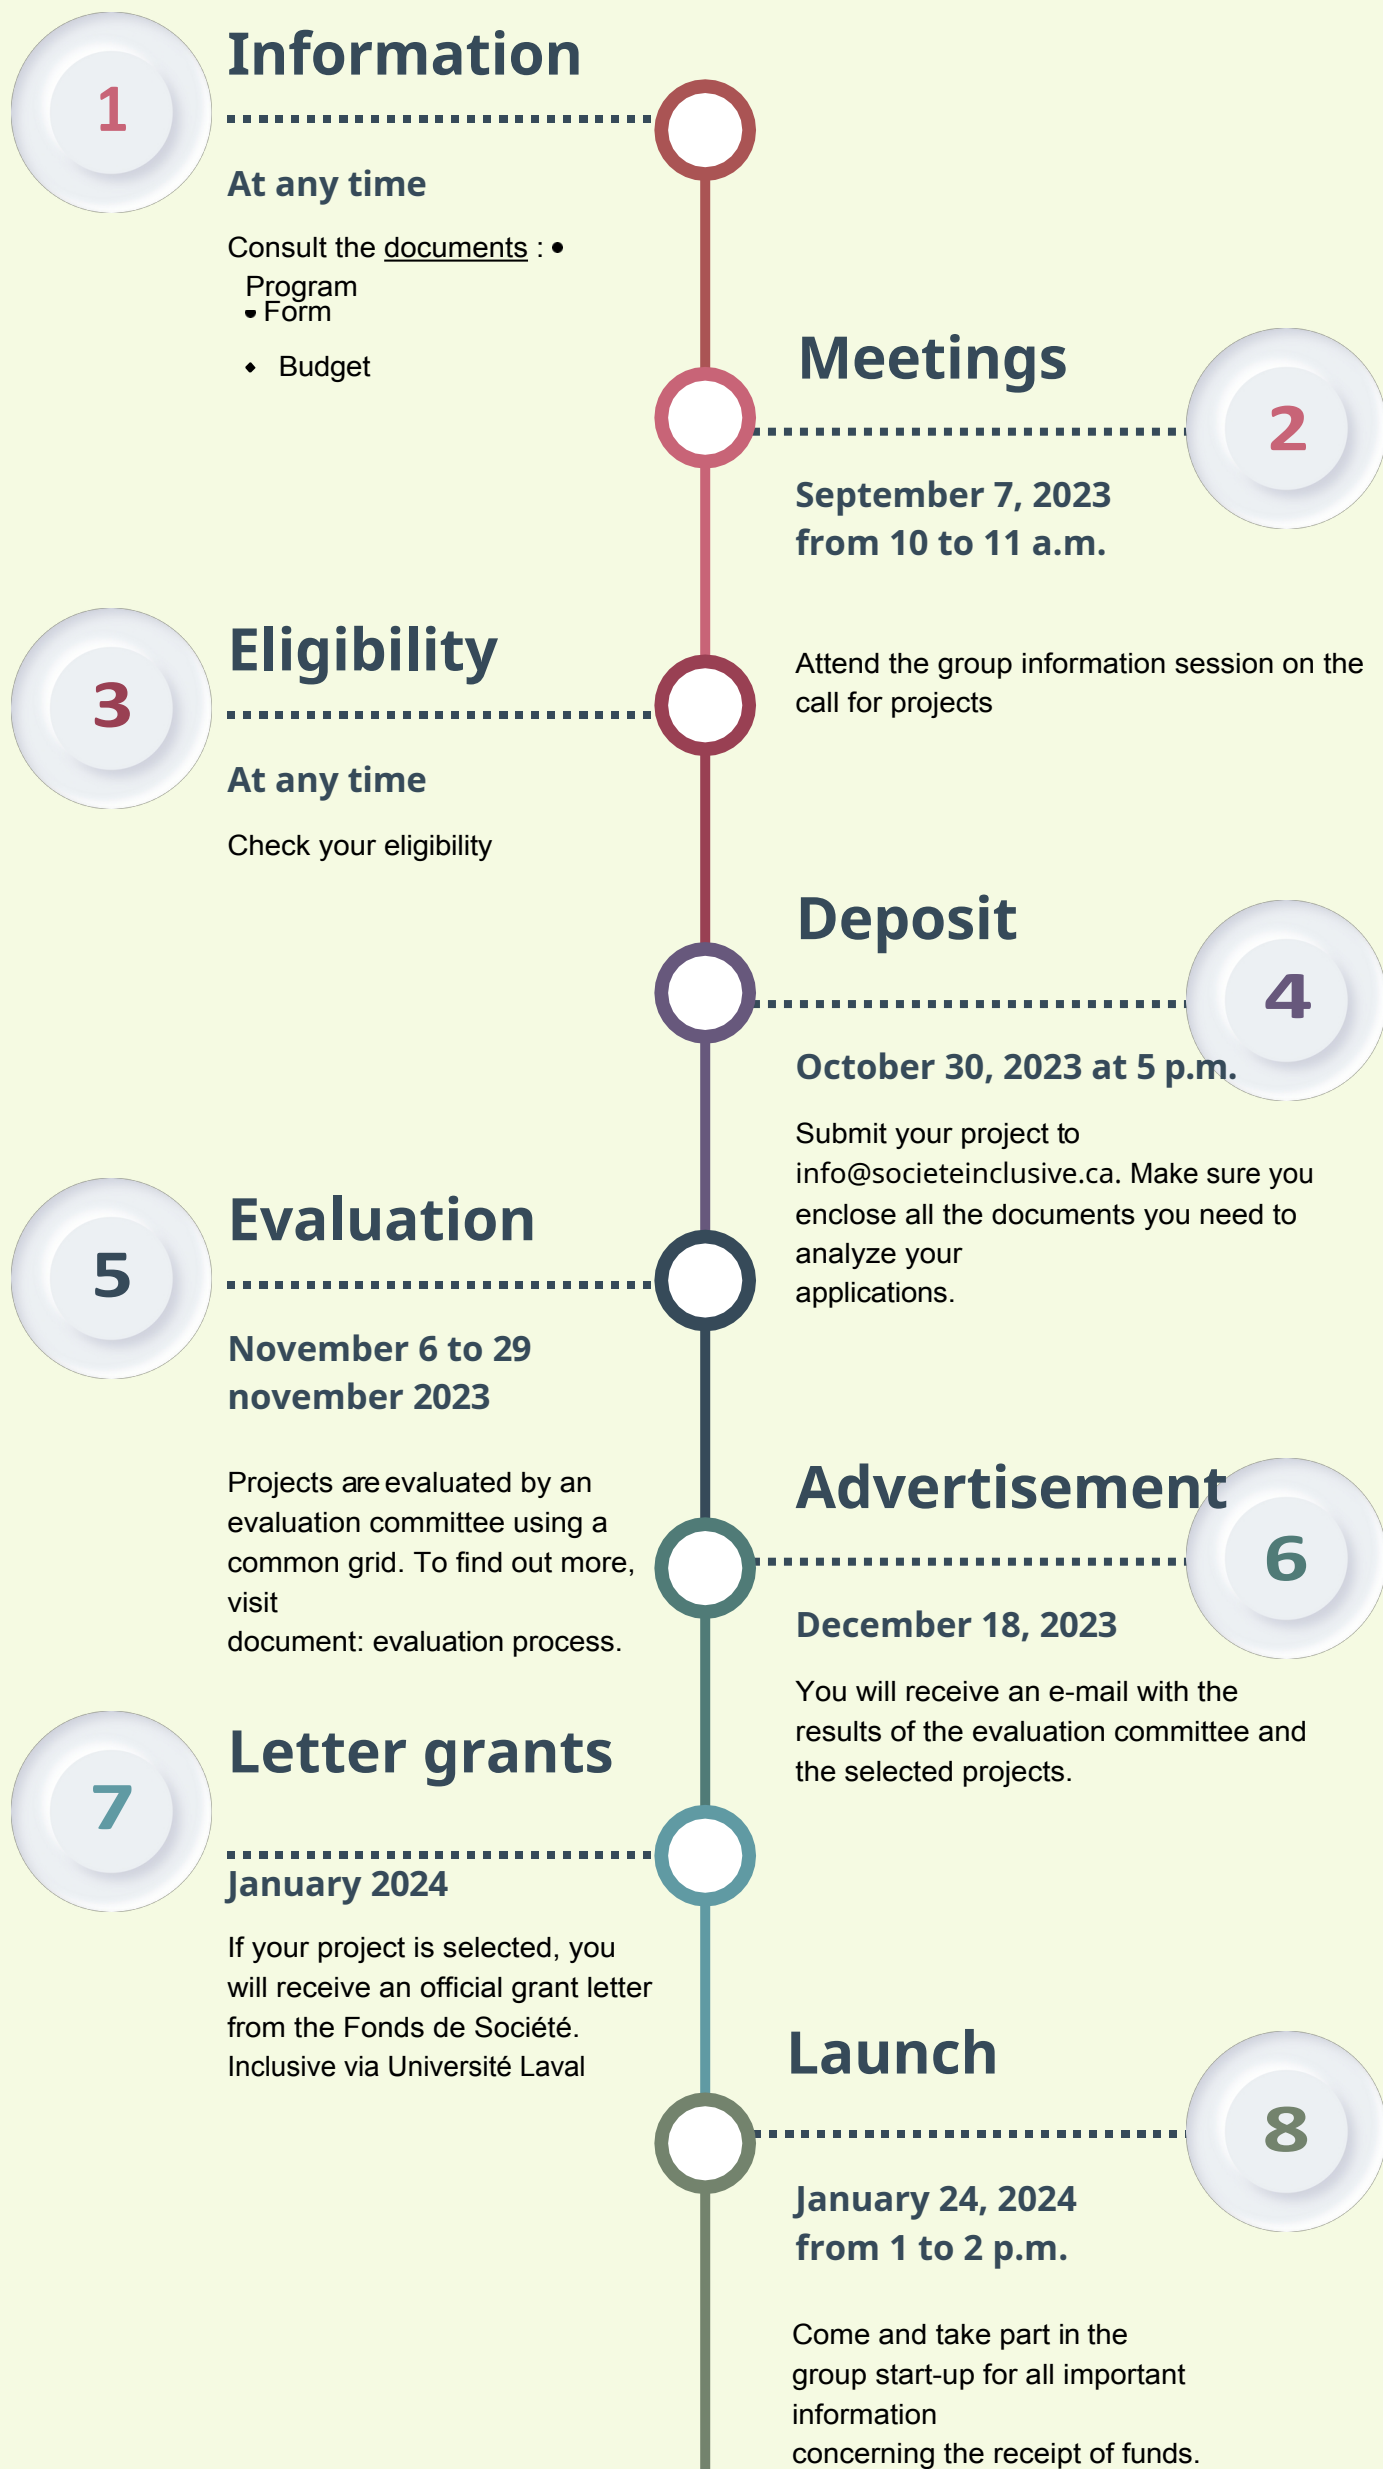 1
Information
At any time
Consult the documents : •
Program
• Form
• Budget
2
Meetings
September 7, 2023
from 10 to 11 a.m.
Attend the group information session on the
call for projects
3
Eligibility
At any time
Check your eligibility
4
Deposit
October 30, 2023 at 5 p.m.
Submit your project to
info@societeinclusive.ca. Make sure you
enclose all the documents you need to
analyze your
applications.
5
Evaluation
November 6 to 29
november 2023
Projects are evaluated by an
evaluation committee using a
common grid. To find out more,
visit
document: evaluation process.
6
Advertisement
December 18, 2023
You will receive an e-mail with the
results of the evaluation committee and
the selected projects.
7
Letter grants
January 2024
If your project is selected, you
will receive an official grant letter
from the Fonds de Société.
Inclusive via Université Laval
8
Launch
January 24, 2024
from 1 to 2 p.m.
Come and take part in the
group start-up for all important
information
concerning the receipt of funds.